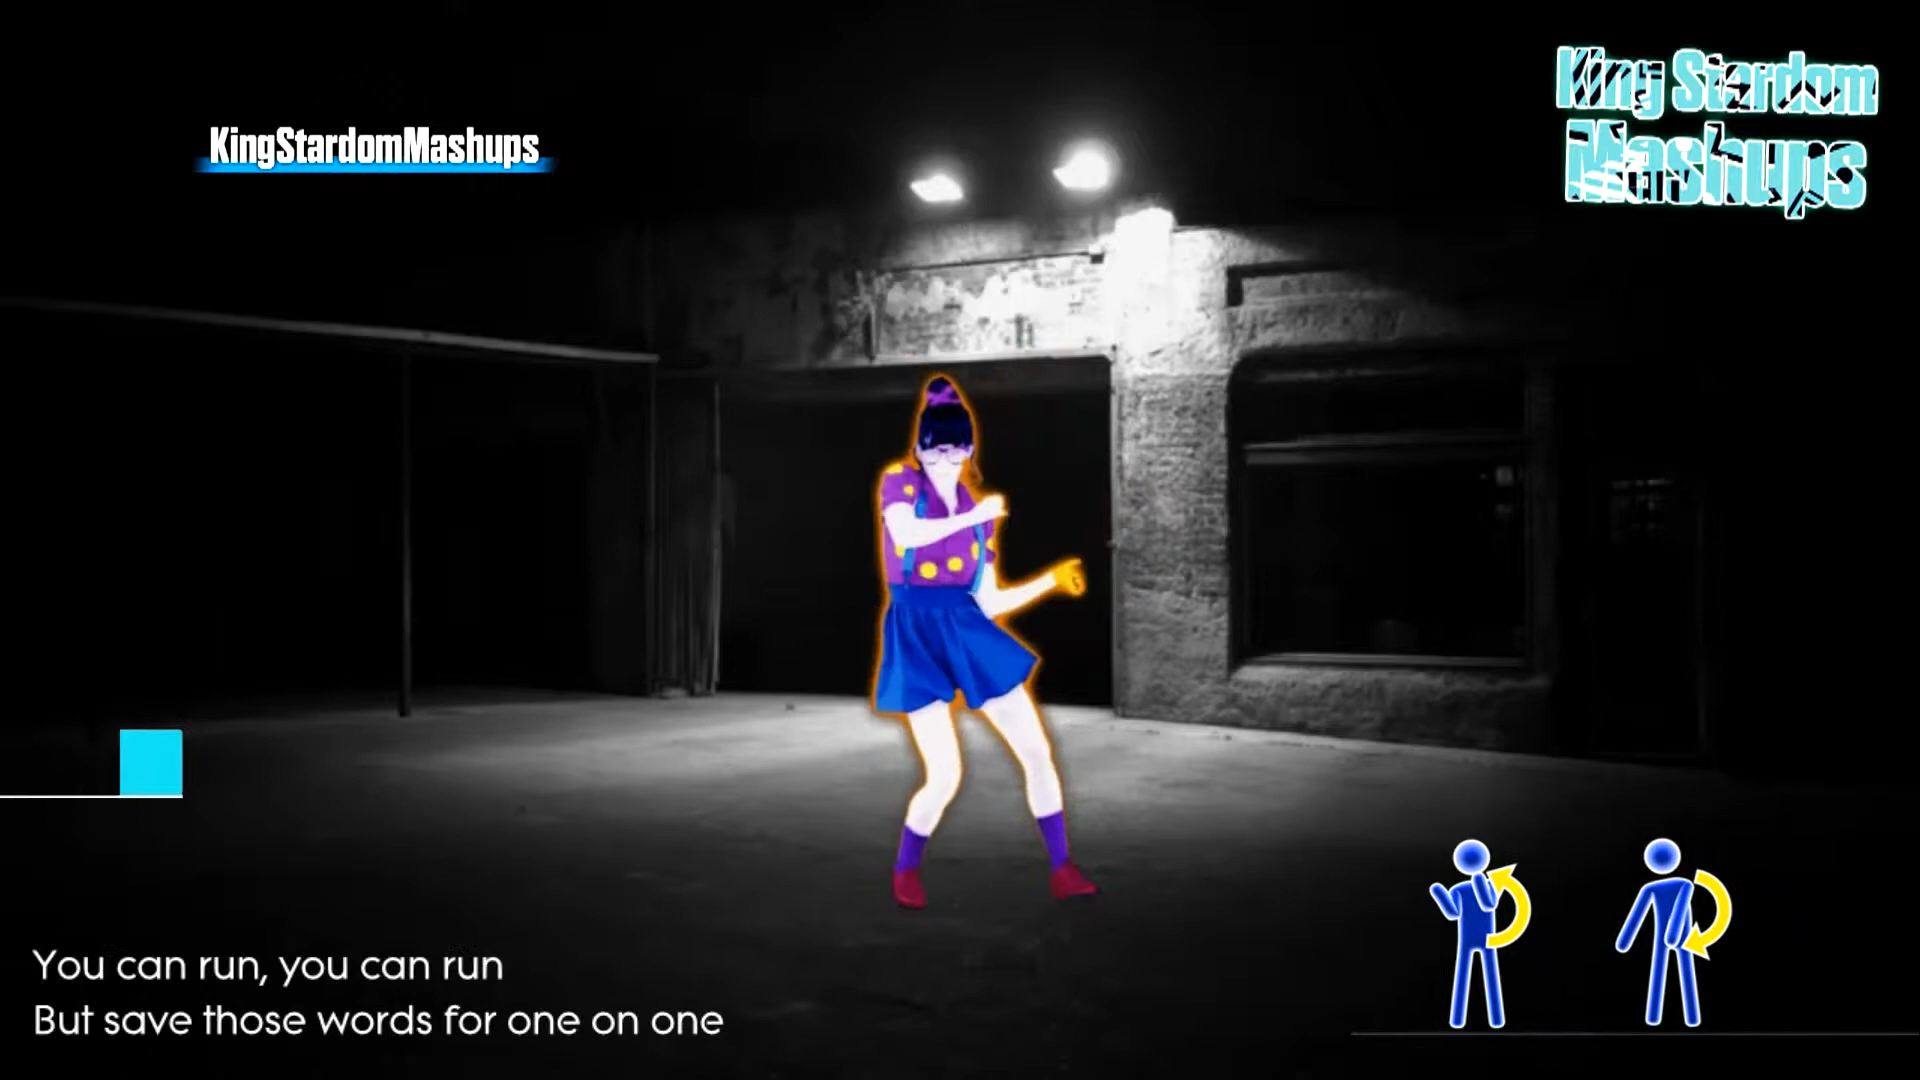 KingStardomMashups
King Stardom
Mashups
You can run, you can run
But save those words for one on one